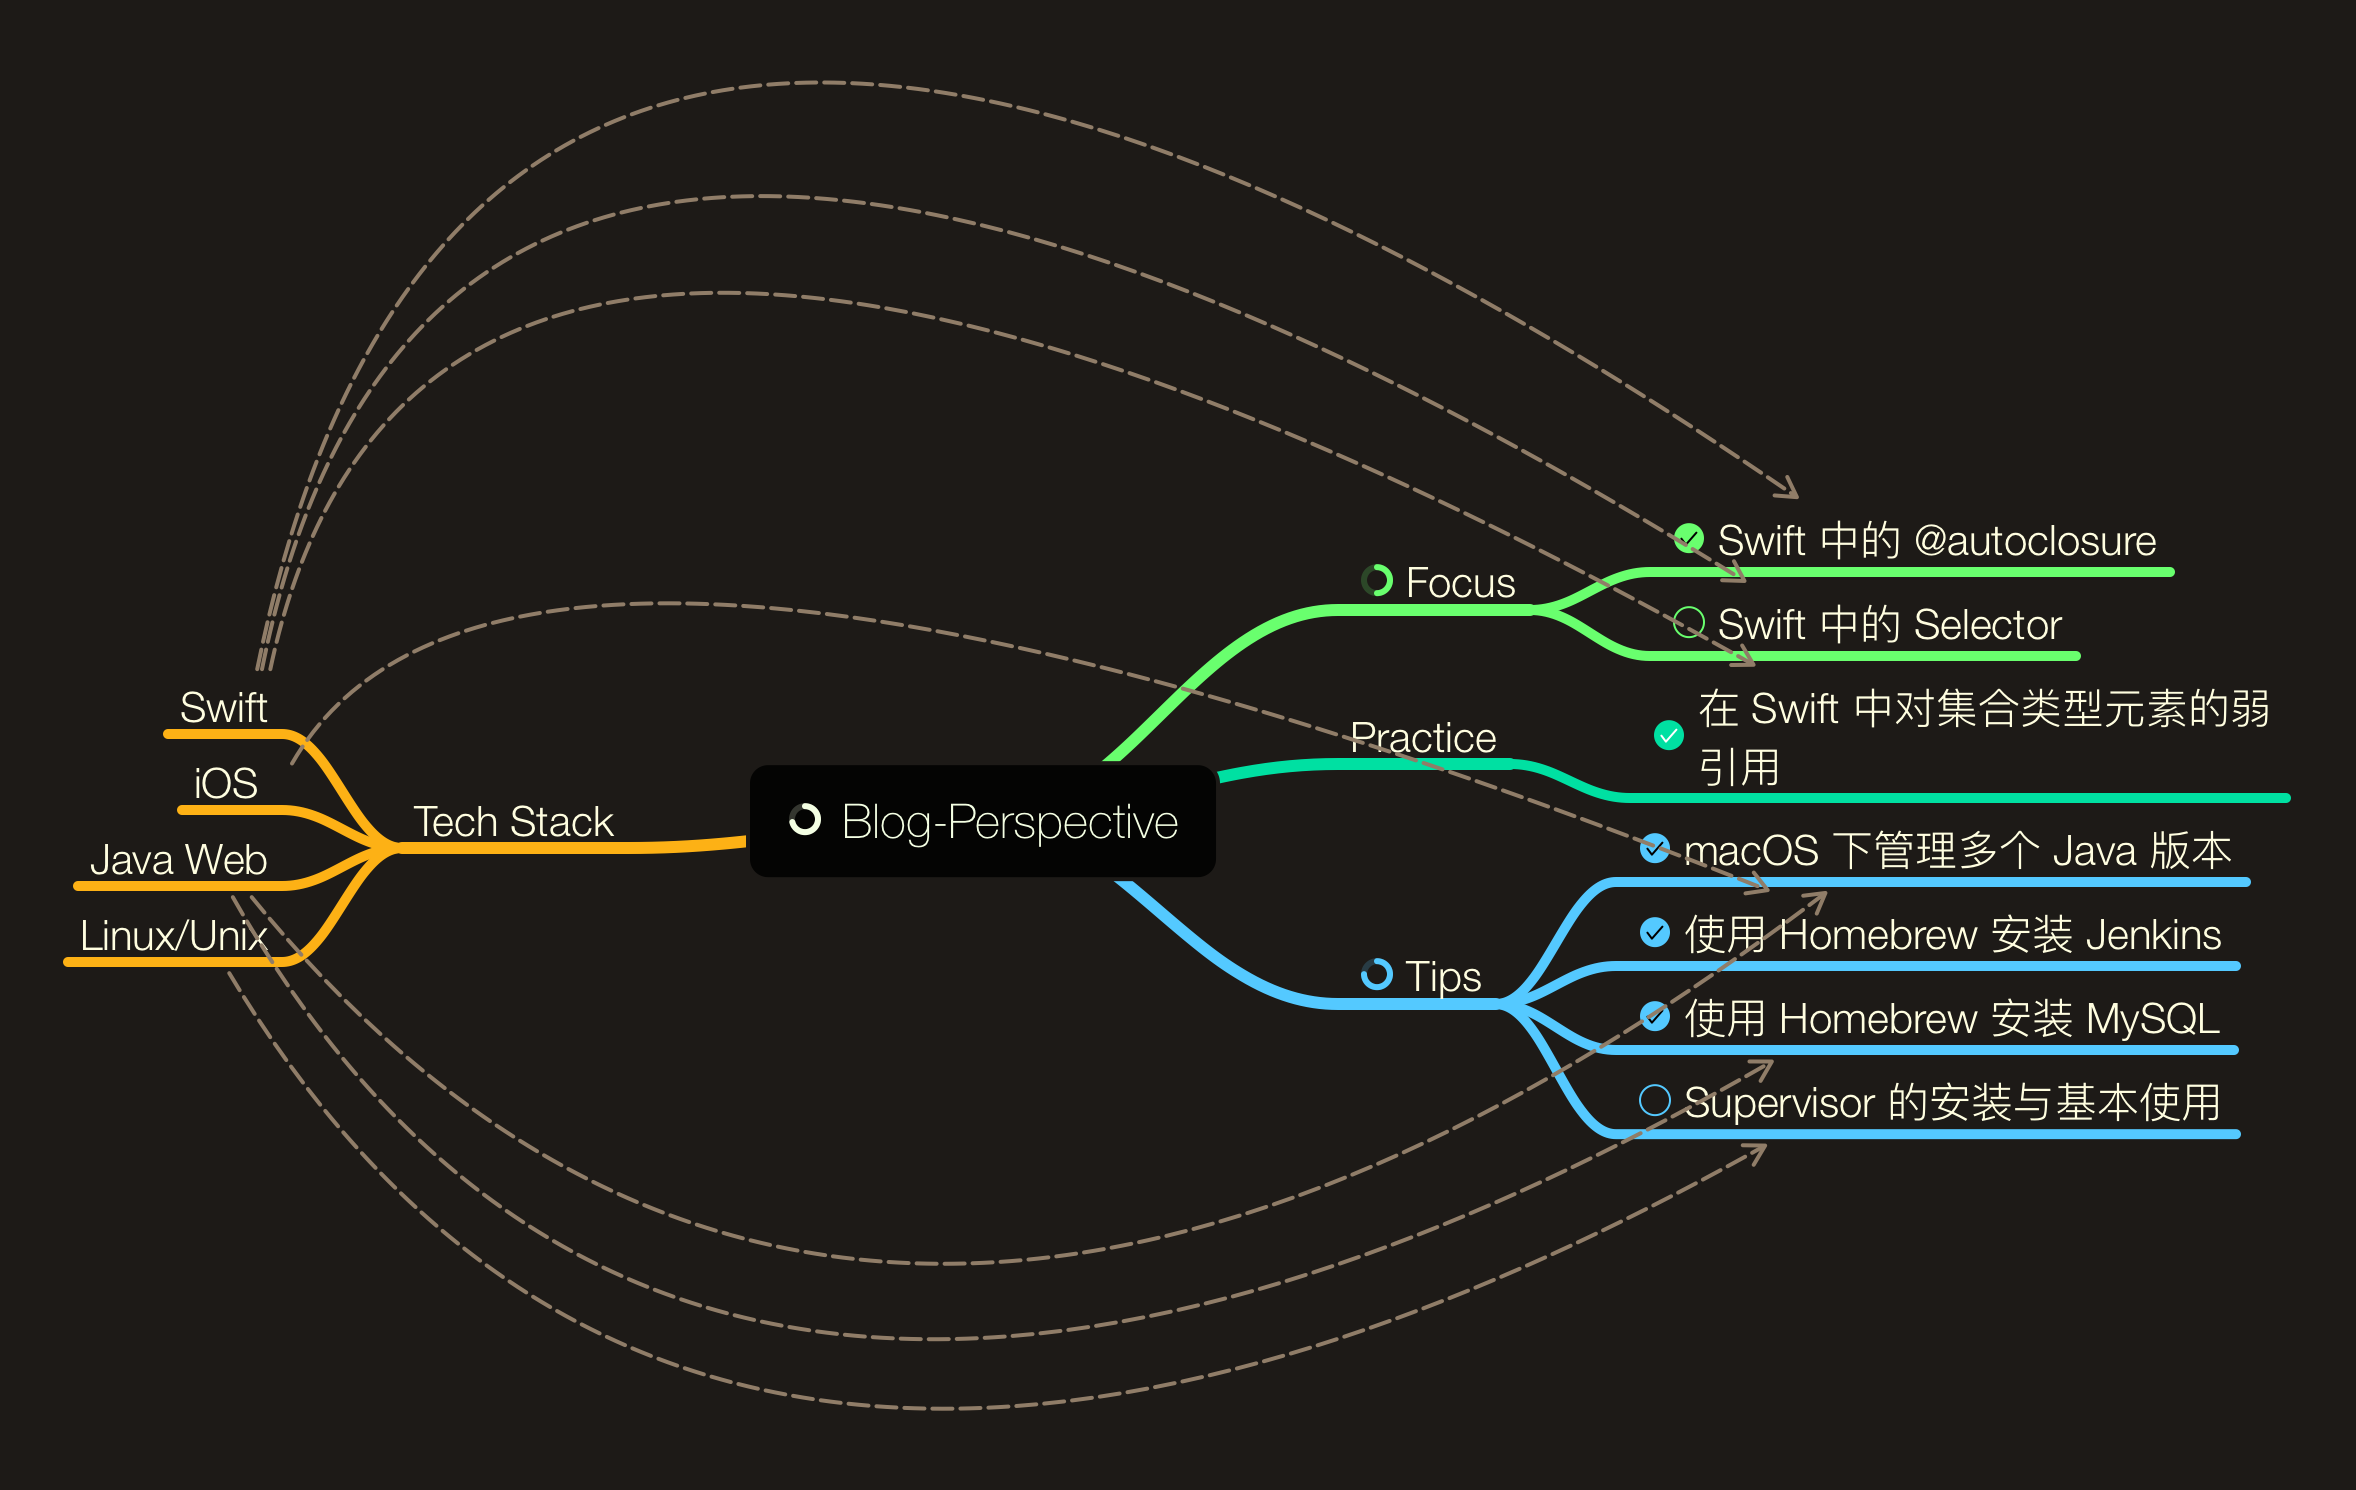 Swift
iOS
Java Web
Linux/Unix
Tech Stack
Blog-Perspective
Focus
Swift 中的 @autoclosure
Swift 中的 Selector
Practice
在 Swift 中对集合类型元素的弱
引用
Tips
macOS 下管理多个 Java 版本
使用 Homebrew 安装 Jenkins
使用 Homebrew 安装 MySQL
Supervisor 的安装与基本使用